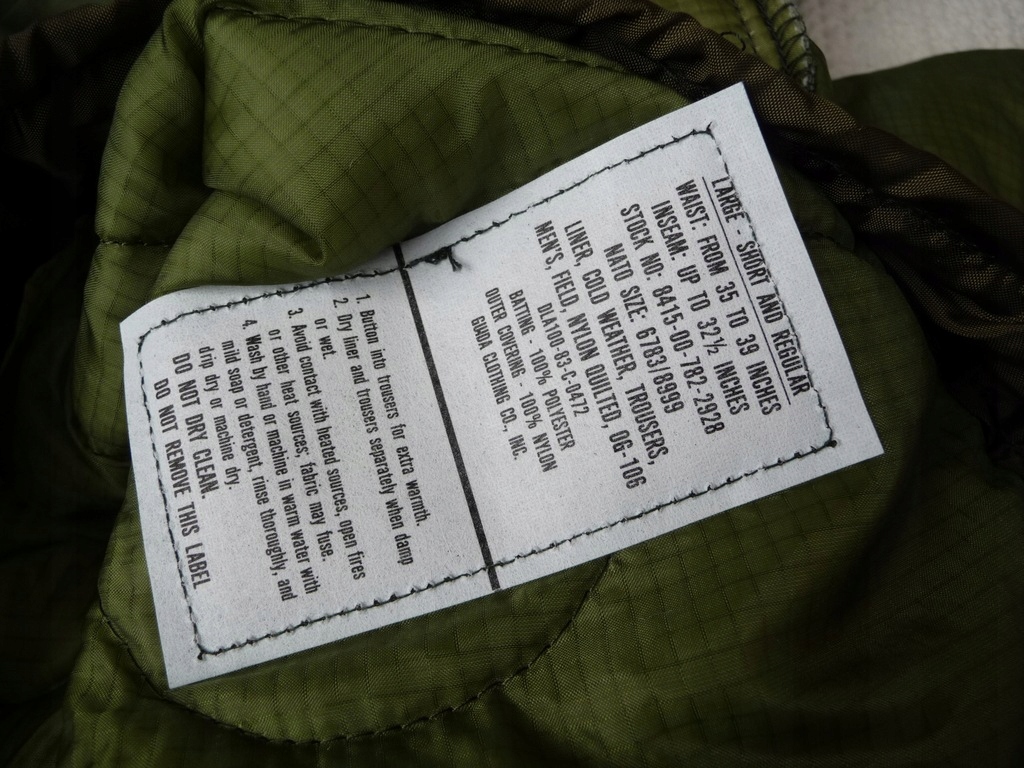 LARGE - SHORT AND REGULAR
WAIST: FROM 35 TO 39 INCHES
INSEAM: UP TO 32½ INCHES
STOCK NO: 8415-00-782-2928
NATO SIZE: 6783/8999
LINER, COLD WEATHER, TROUSERS,
MEN'S, FIELD, NYLON QUILTED, OG-106
DLA100-83-C-0472
BATTING - 100% POLYESTER
OUTER COVERING - 100% NYLON
GWDA CLOTHING CO., INC.
1. Button into trousers for extra warmth.
2. Dry liner and trousers separately when damp
or wet.
3. Avoid contact with heated sources, open fires
or other heat sources; fabric may fuse.
4. Wash by hand or machine in warm water with
mild soap or detergent, rinse thoroughly, and
drip dry or machine dry.
DO NOT DRY CLEAN.
DO NOT REMOVE THIS LABEL